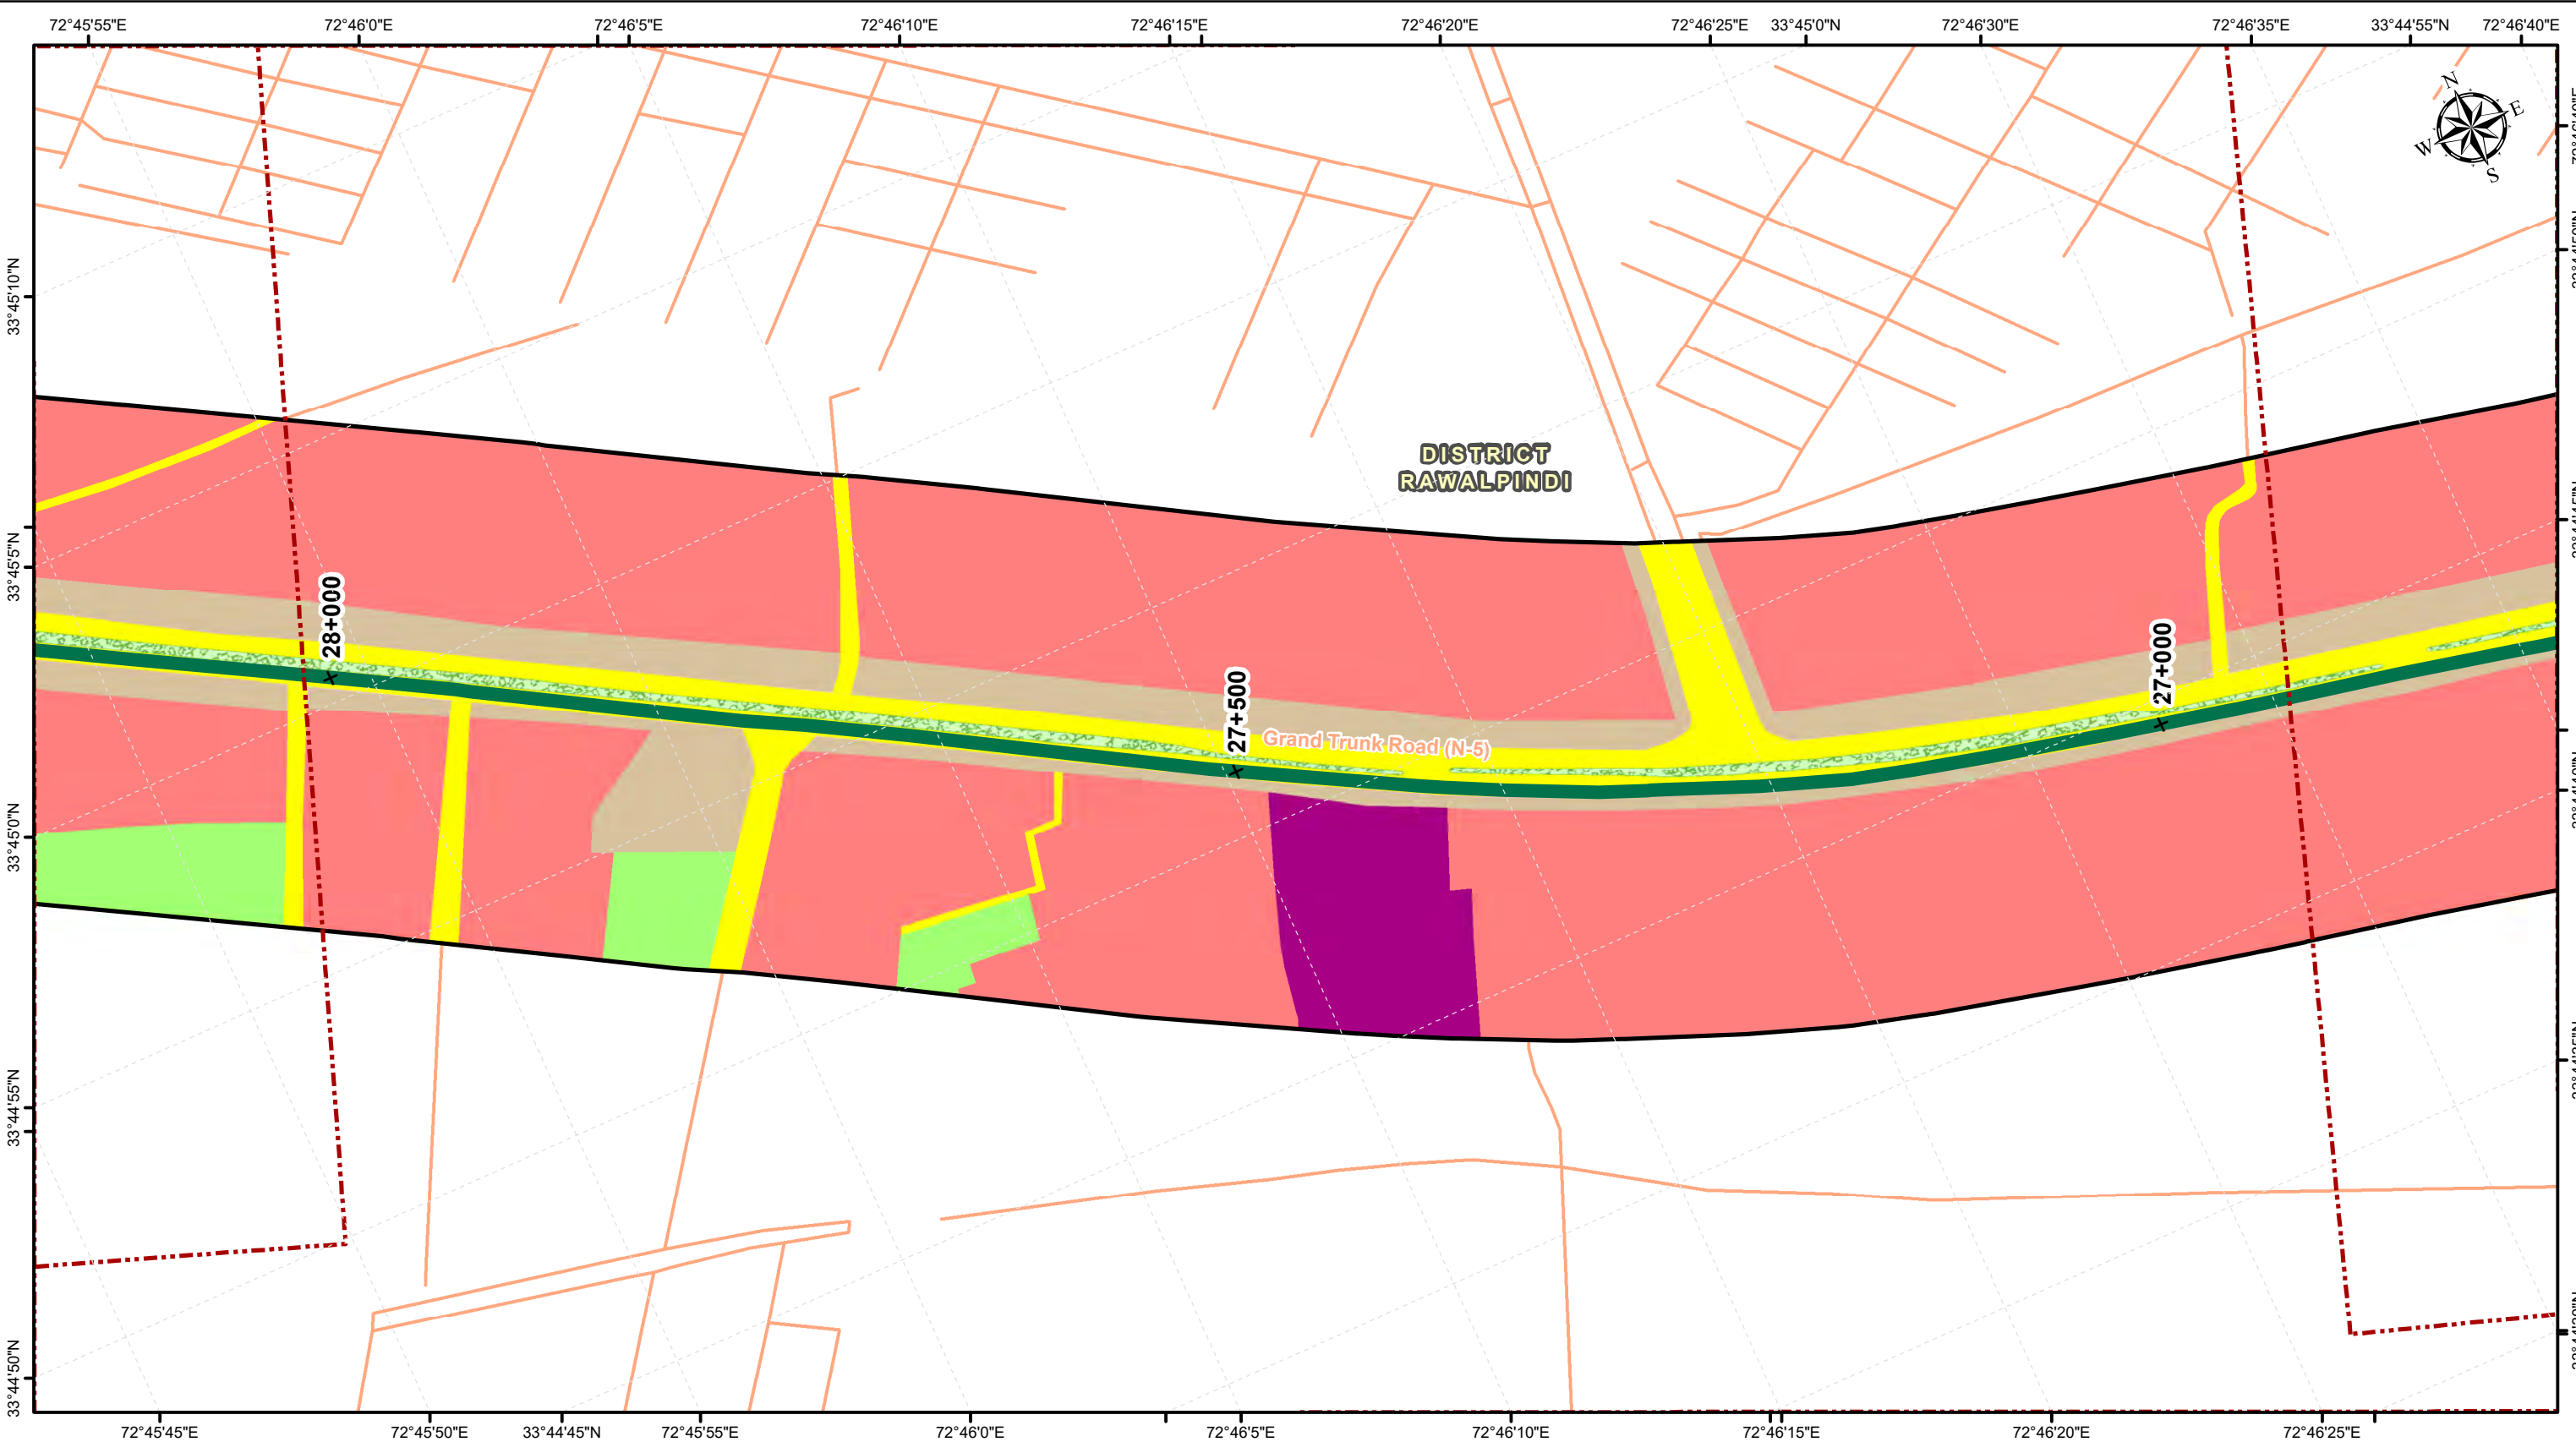 72°45'55"E
72°46'0"E
72°46'5"E
72°46'10"E
72°46'15"E
72°46'20"E
72°46'25"E
33°45'0"N
72°46'30"E
72°46'35"E
33°44'55"N
72°46'40"E
N
E
W
S
33°45'10"N
33°45'5"N
33°45'0"N
33°44'55"N
33°44'50"N
DISTRICT
RAWALPINDI
28+000
27+500
27+000
Grand Trunk Road (N-5)
72°45'45"E
72°45'50"E
33°44'45"N
72°45'55"E
72°46'0"E
72°46'5"E
72°46'10"E
72°46'15"E
72°46'20"E
72°46'25"E